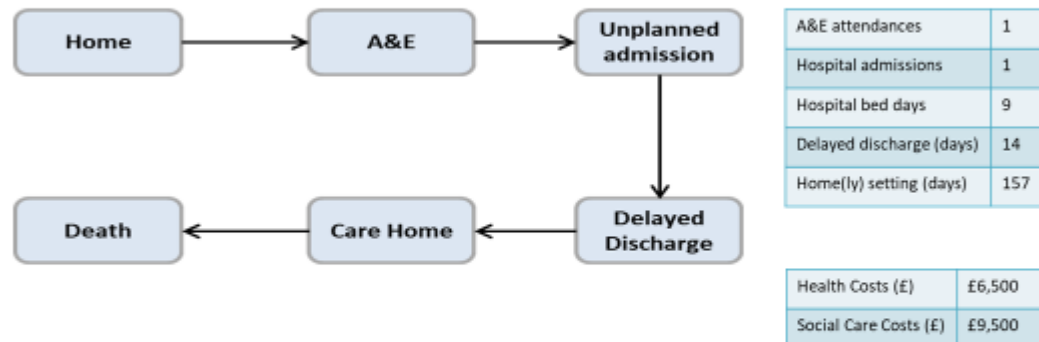 Home
A&E
Unplanned
admission
Death
Care Home
Delayed
Discharge
A&E attendances 1
Hospital admissions 1
Hospital bed days 9
Delayed discharge (days) 14
Home(ly) setting (days) 157
Health Costs (£) £6,500
Social Care Costs (£) £9,500